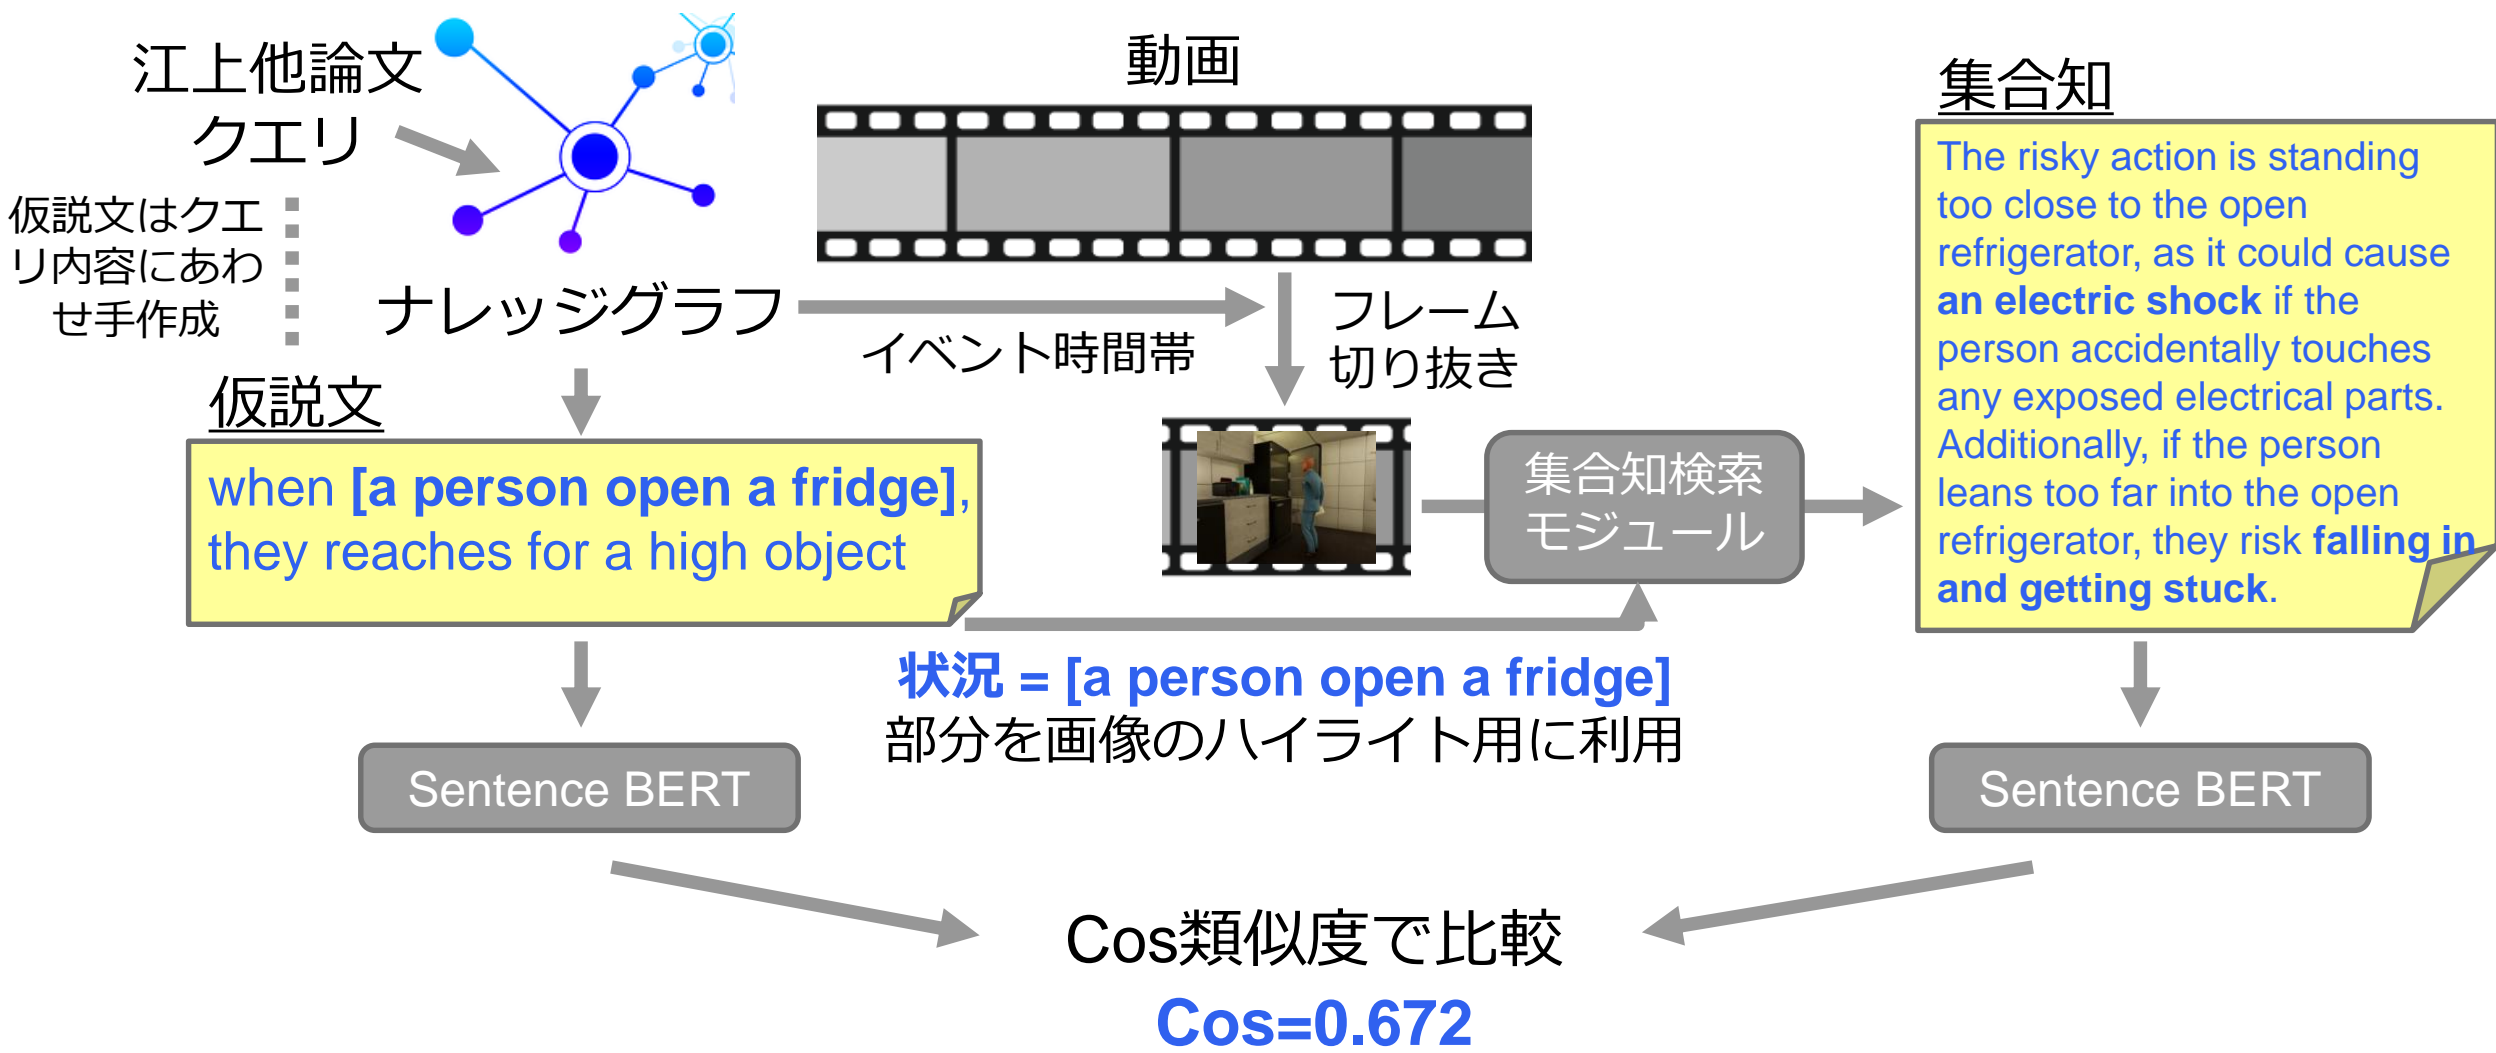 江上他論文
クエリ
仮説文はクエ
リ内容にあわ
せ手作成
ナレッジグラフ
動画
イベント時間帯
フレーム
切り抜き
仮説文
when [a person open a fridge],
they reaches for a high object
集合知検索
モジュール
状況 = [a person open a fridge]
部分を画像のハイライト用に利用
集合知
The risky action is standing
too close to the open
refrigerator, as it could cause
an electric shock if the
person accidentally touches
any exposed electrical parts.
Additionally, if the person
leans too far into the open
refrigerator, they risk falling in
and getting stuck.
Sentence BERT
Sentence BERT
Cos類似度で比較
Cos=0.672